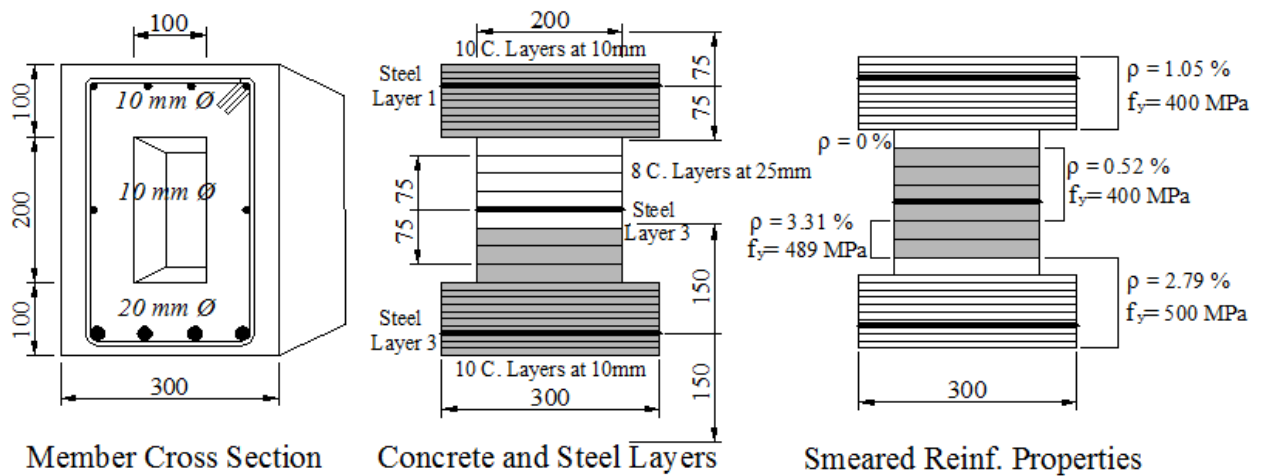 100
100
200
100
10 mm Ø
10 mm Ø
20 mm Ø
300
Member Cross Section
200
10 C. Layers at 10mm
Steel
Layer 1
75
75
75
75
8 C. Layers at 25mm
Steel
Layer 3
150
150
Steel
Layer 3
10 C. Layers at 10mm
300
Concrete and Steel Layers
ρ = 1.05 %
fy= 400 MPa
ρ = 0 %
ρ = 0.52 %
fy= 400 MPa
ρ = 3.31 %
fy= 489 MPa
ρ = 2.79 %
fy= 500 MPa
300
Smeared Reinf. Properties